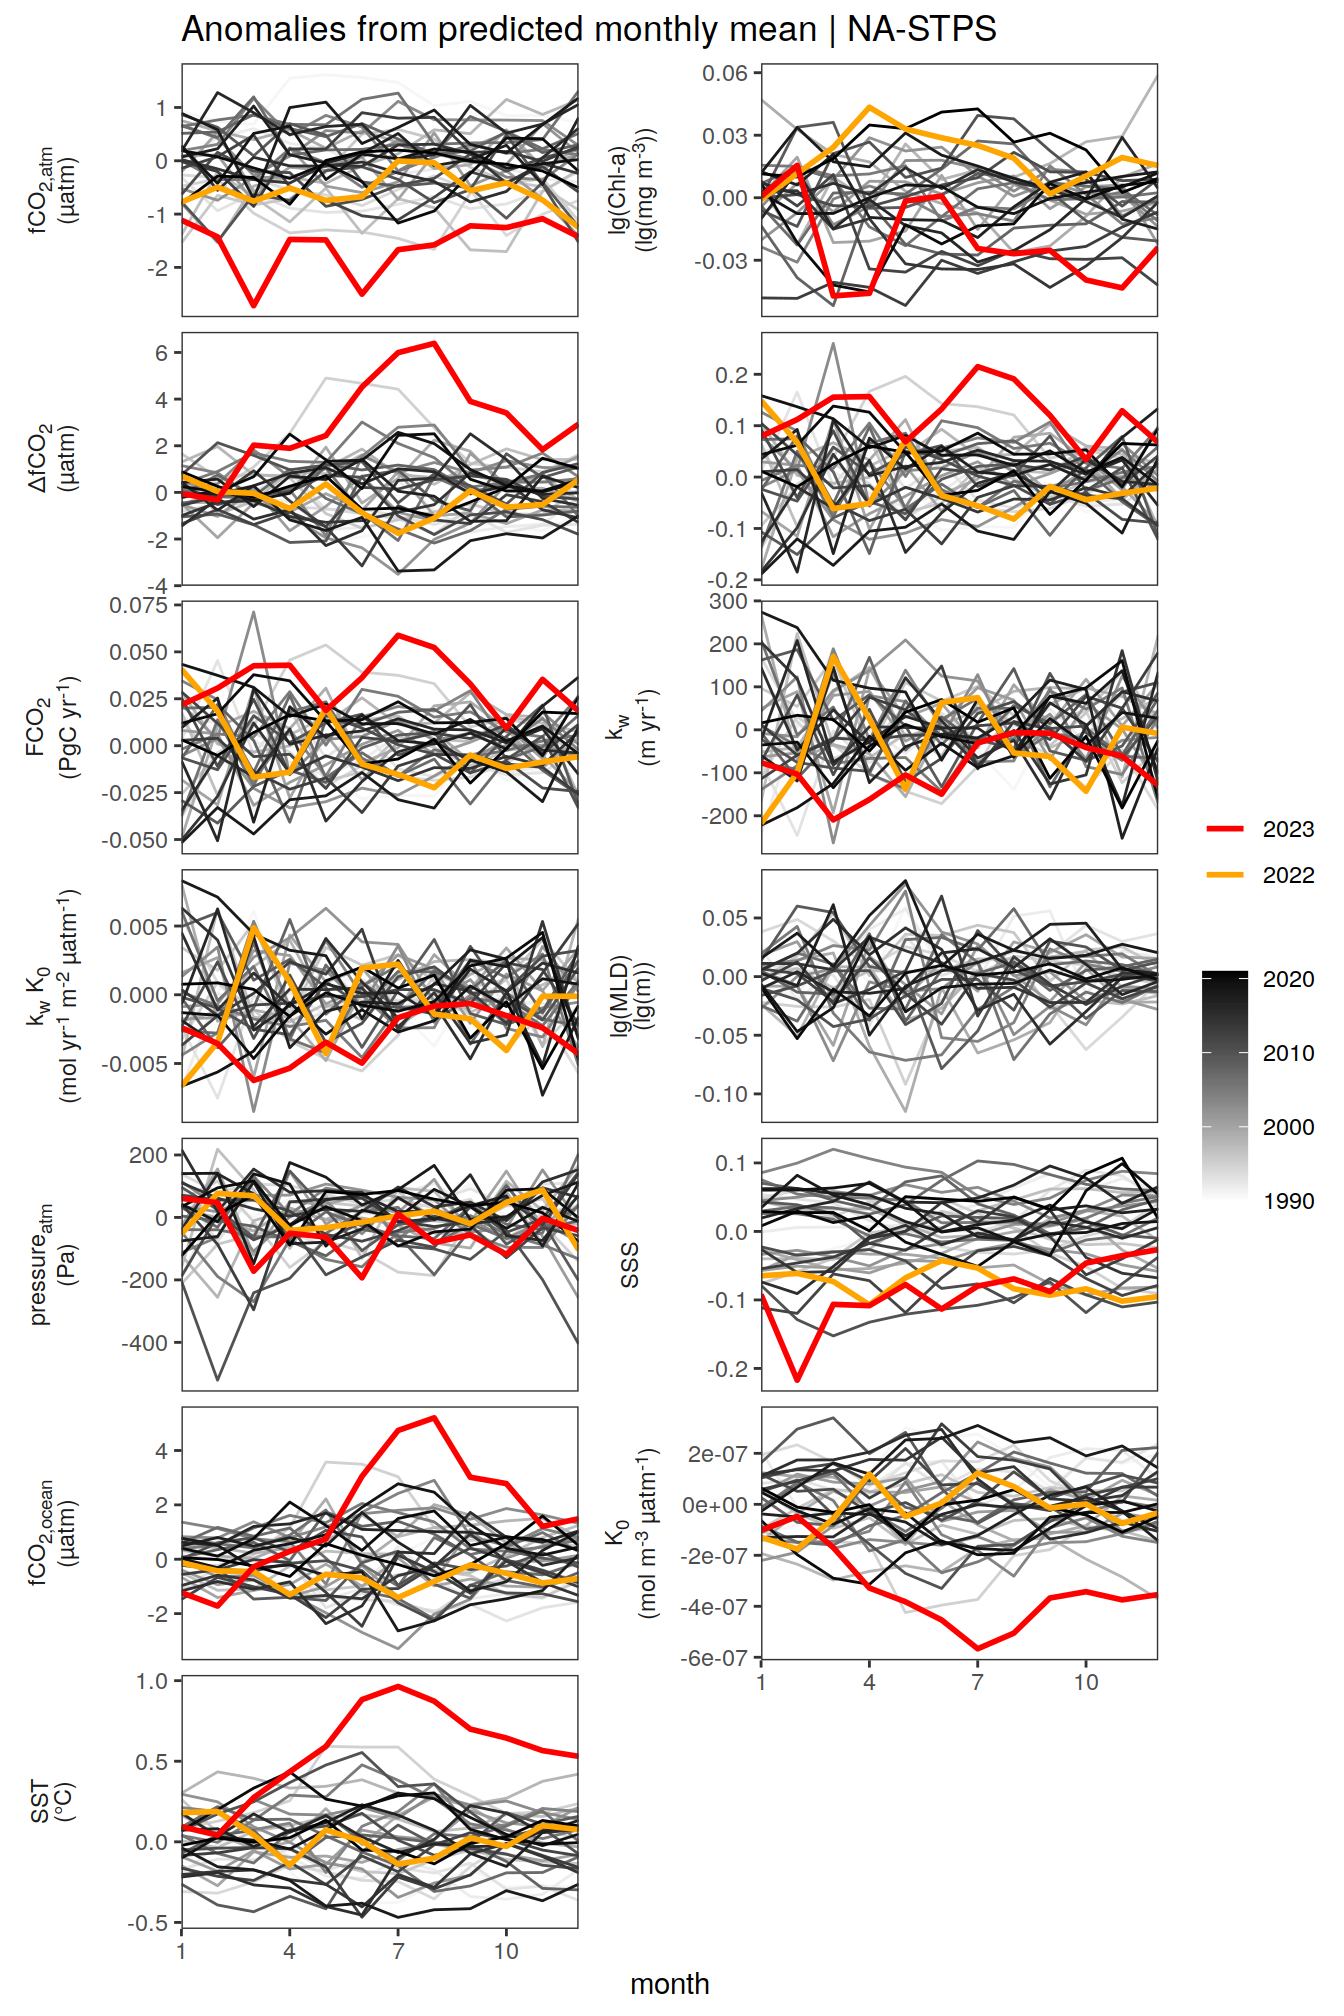 Anomalies from predicted monthly mean | NA-STPS
fCO2,atm
(µatm)
1
0
-1
-2
lg(Chl-a)
(lg(mg m-3))
0.06
0.03
0.00
-0.03
ΔfCO2
(µatm)
6
4
2
0
-2
-4
0.2
0.1
0.0
-0.1
-0.2
FCO2
(PgC yr-1)
0.075
0.050
0.025
0.000
-0.025
-0.050
kw
(m yr-1)
300
200
100
0
-100
-200
kw K0
(mol yr-1 m-2 µatm-1)
0.005
0.000
-0.005
lg(MLD)
(lg(m))
0.05
0.00
-0.05
-0.10
pressureatm
(Pa)
200
0
-200
-400
SSS
0.1
0.0
-0.1
-0.2
fCO2,ocean
(µatm)
4
2
0
-2
K0
(mol m-3 µatm-1)
2e-07
0e+00
-2e-07
-4e-07
-6e-07
1 4 7 10
SST
(°C)
1.0
0.5
0.0
-0.5
1 4 7 10
month
2023
2022
2020
2010
2000
1990